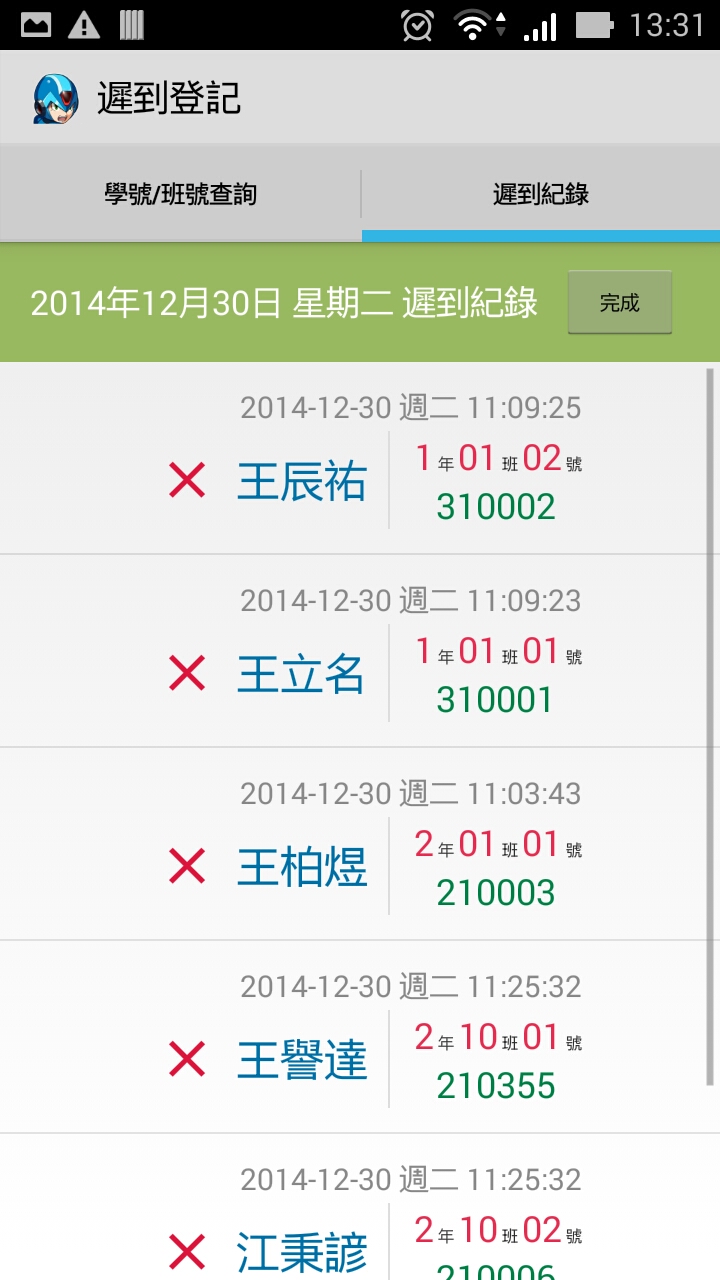 13:31
遲到登記
學號/班號查詢
遲到紀錄
2014年12月30日 星期二 遲到紀錄
完成
2014-12-30 週二 11:09:25
王辰祐
1年01班02號
310002
2014-12-30 週二 11:09:23
王立名
1年01班01號
310001
2014-12-30 週二 11:03:43
王柏煜
2年01班01號
210003
2014-12-30 週二 11:25:32
王譽達
2年10班01號
210355
2014-12-30 週二 11:25:32
江秉諺
2年10班02號
210006